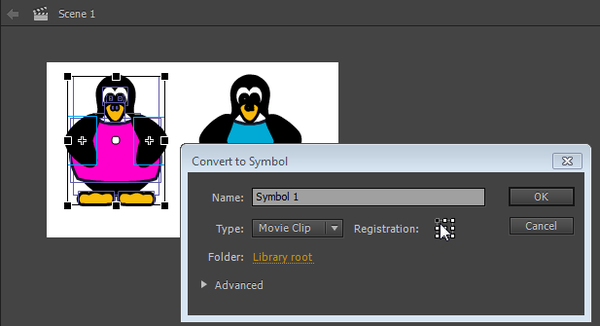 Scene 1
Convert to Symbol
Name: Symbol 1 OK
Type: Movie Clip Registration: Cancel
Folder: Library root
Advanced